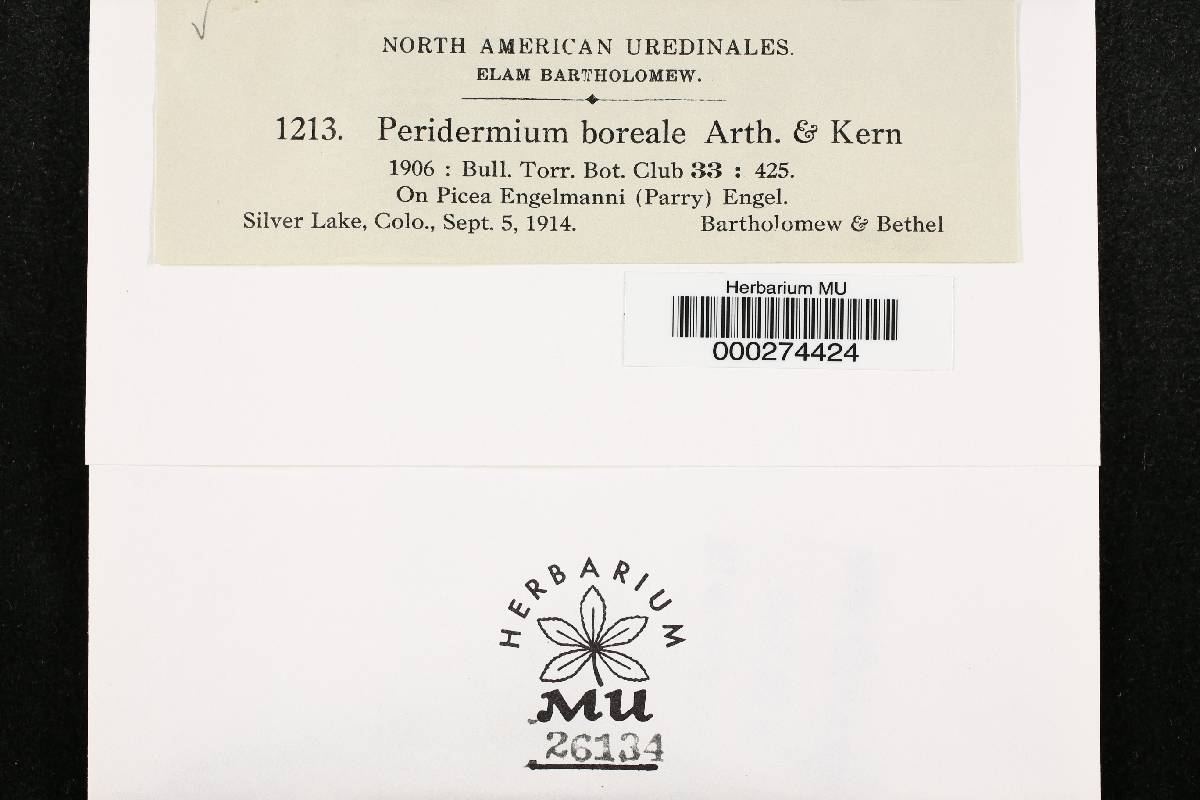 NORTH AMERICAN UREDINALES.
ELAM BARTHOLOMEW.
1213. Peridermium boreale Arth. & Kern
1906 : Bull. Torr. Bot. Club 33 : 425.
On Picea Engelmanni (Parry) Engel.
Silver Lake, Colo., Sept. 5, 1914. Bartholomew & Bethel
Herbarium MU
000274424
HERBARIUM
MU
26134